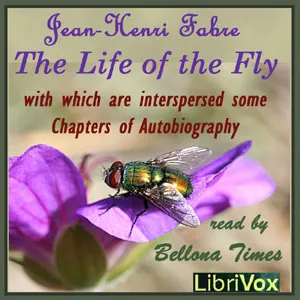 Jean-Henri Fabre
The Life of the Fly
with which are interspersed some
Chapters of Autobiography
read by
Bellona Times
LibriVox